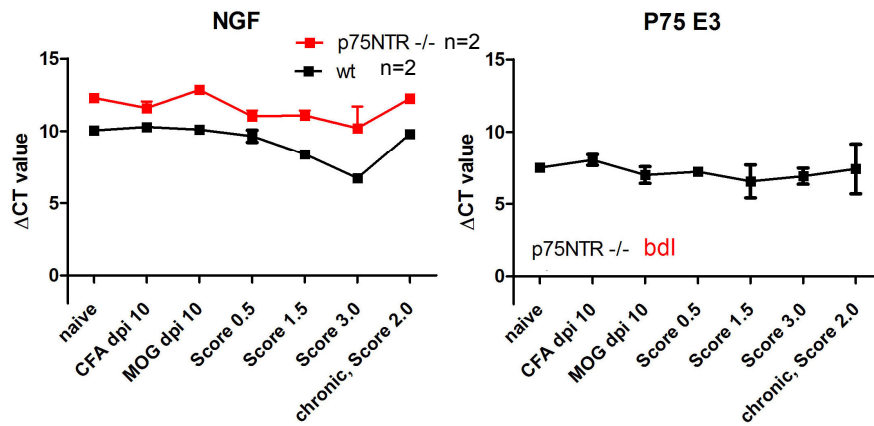 NGF
p75NTR -/- n=2
wt n=2
15
10
5
0
ΔCT value
naive
CFA dpi 10
MOG dpi 10
Score 0.5
Score 1.5
Score 3.0
chronic, Score 2.0
P75 E3
15
10
5
0
ΔCT value
p75NTR -/- bdl
naive
CFA dpi 10
MOG dpi 10
Score 0.5
Score 1.5
Score 3.0
chronic, Score 2.0